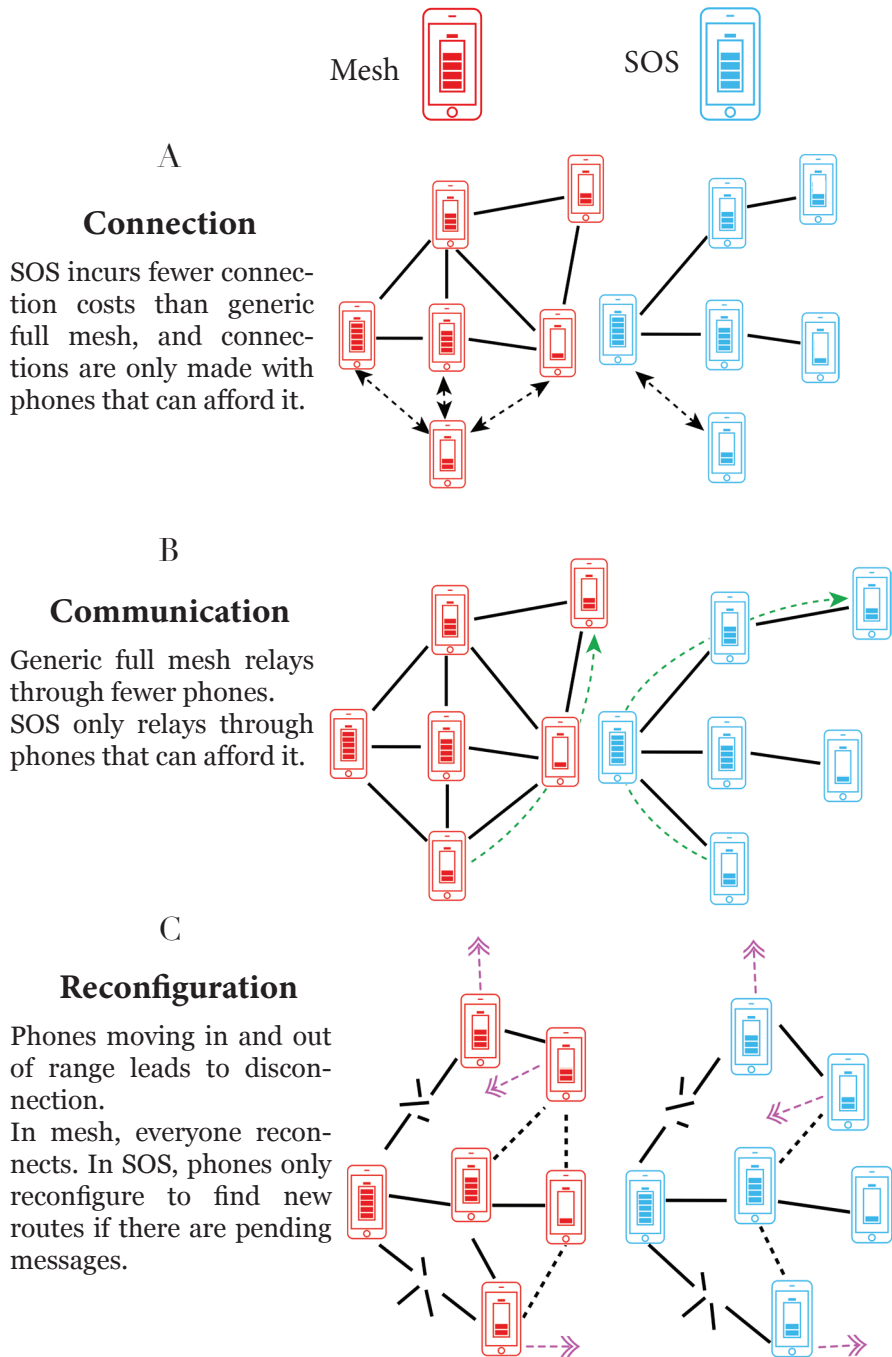 Mesh
SOS
A
Connection
SOS incurs fewer connec-
tion costs than generic
full mesh, and connec-
tions are only made with
phones that can afford it.
B
Communication
Generic full mesh relays
through fewer phones.
SOS only relays through
phones that can afford it.
C
Reconfiguration
Phones moving in and out
of range leads to discon-
nection.
In mesh, everyone recon-
nects. In SOS, phones only
reconfigure to find new
routes if there are pending
messages.